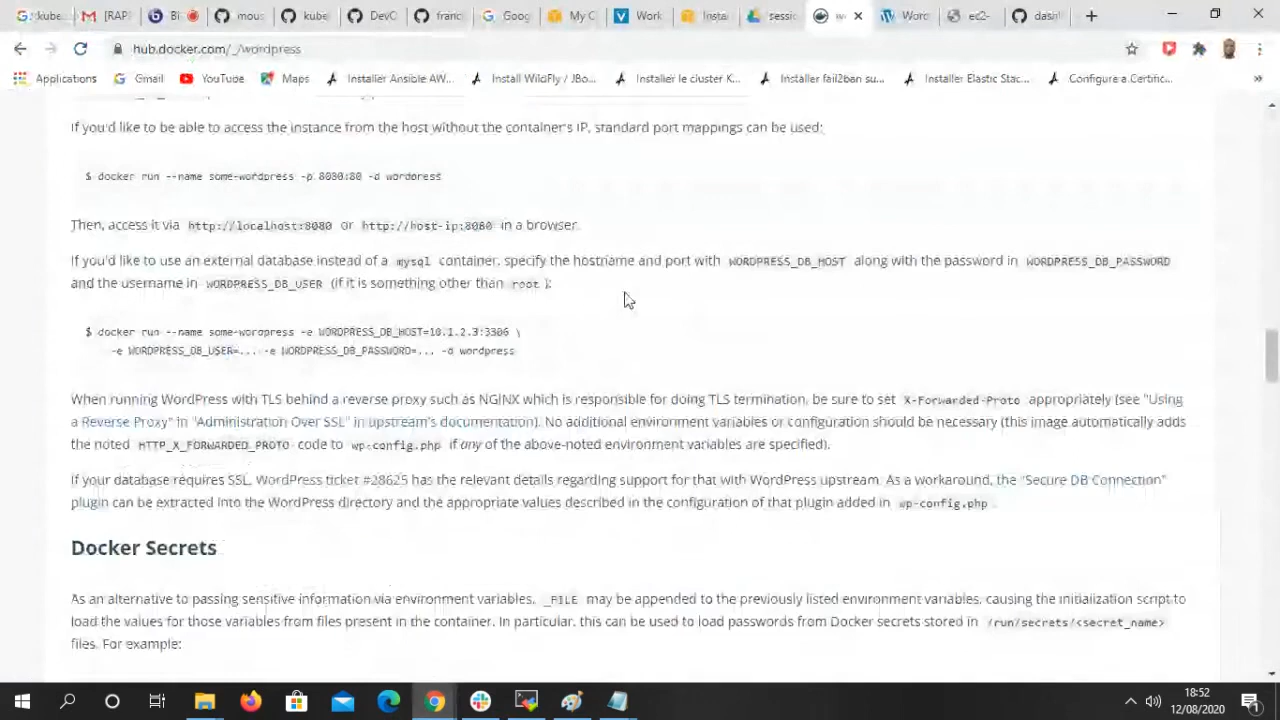 kube
[RAPP
Bi
mous
kube
DevO
franc
Goog
My C
Work
Insta
sessio
w
Word
ec2-
dash
hub.docker.com/_/wordpress
Applications
Gmail
YouTube
Maps
Installer Ansible AW...
Install WildFly / JBo...
Installer le cluster K...
Installer fail2ban su...
Installer Elastic Stac...
Configure a Certific...
»
If you'd like to be able to access the instance from the host without the container's IP, standard port mappings can be used:
$ docker run --name some-wordpress -p 8080:80 -d wordpress
Then, access it via http://localhost:8080 or http://host-ip:8080 in a browser.
If you'd like to use an external database instead of a mysql container, specify the hostname and port with WORDPRESS_DB_HOST along with the password in WORDPRESS_DB_PASSWORD
and the username in WORDPRESS_DB_USER (if it is something other than root ):
$ docker run --name some-wordpress -e WORDPRESS_DB_HOST=10.1.2.3:3306 \
-e WORDPRESS_DB_USER=... -e WORDPRESS_DB_PASSWORD=... -d wordpress
When running WordPress with TLS behind a reverse proxy such as NGINX which is responsible for doing TLS termination, be sure to set X-Forwarded-Proto appropriately (see "Using
a Reverse Proxy" in "Administration Over SSL" in upstream's documentation). No additional environment variables or configuration should be necessary (this image automatically adds
the noted HTTP_X_FORWARDED_PROTO code to wp-config.php if any of the above-noted environment variables are specified).
If your database requires SSL, WordPress ticket #28625 has the relevant details regarding support for that with WordPress upstream. As a workaround, the "Secure DB Connection"
plugin can be extracted into the WordPress directory and the appropriate values described in the configuration of that plugin added in wp-config.php .
Docker Secrets
As an alternative to passing sensitive information via environment variables, _FILE may be appended to the previously listed environment variables, causing the initialization script to
load the values for those variables from files present in the container. In particular, this can be used to load passwords from Docker secrets stored in /run/secrets/<secret_name>
files. For example:
18:52
12/08/2020